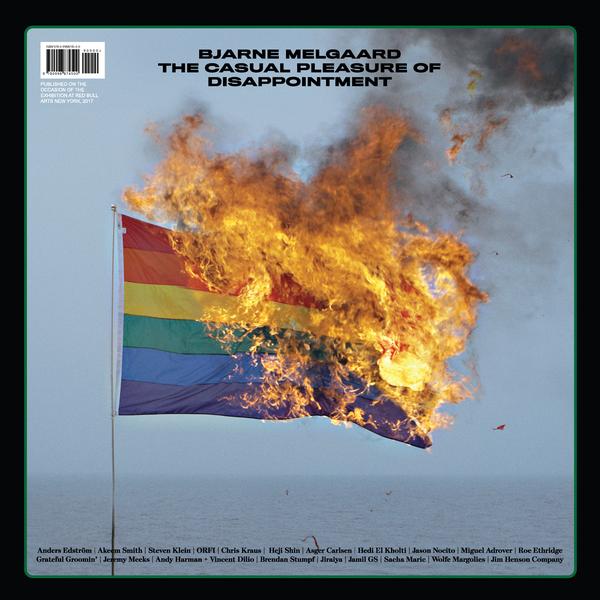 PUBLISHED ON THE
OCCASION OF THE
EXHIBITION AT RED BULL
ARTS NEW YORK, 2017
BJARNE MELGAARD
THE CASUAL PLEASURE OF
DISAPPOINTMENT
Anders Edström | Akeem Smith | Steven Klein | ORFI | Chris Kraus | Heji Shin | Asger Carlsen | Hedi El Kholti | Jason Nocito | Miguel Adrover | Roe Ethridge
Grateful Groomin' | Jeremy Meeks | Andy Harman + Vincent Dilio | Brendan Stumpf | Jiraiya | Jamil GS | Sacha Maric | Wolfe Margolies | Jim Henson Company